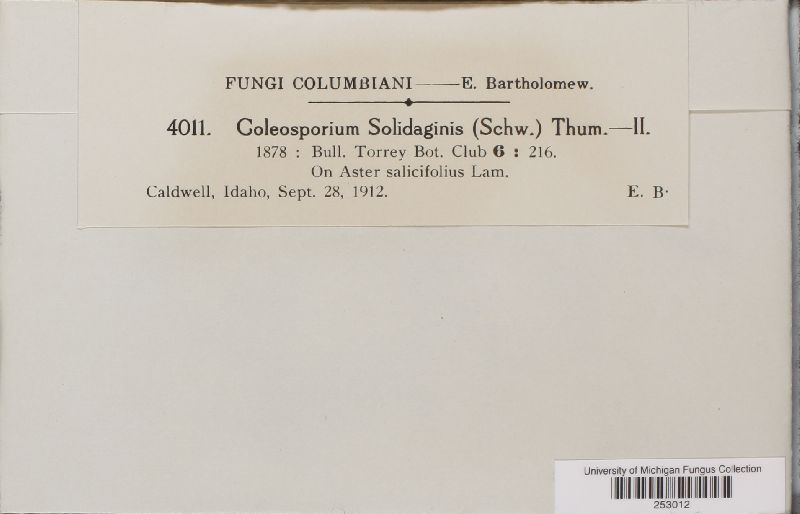 FUNGI COLUMBIANI——E. Bartholomew.
4011. Coleosporium Solidaginis (Schw.) Thum.—II.
1878 : Bull. Torrey Bot. Club 6 : 216.
On Aster salicifolius Lam.
Caldwell, Idaho, Sept. 28, 1912. E. B.
University of Michigan Fungus Collection
253012